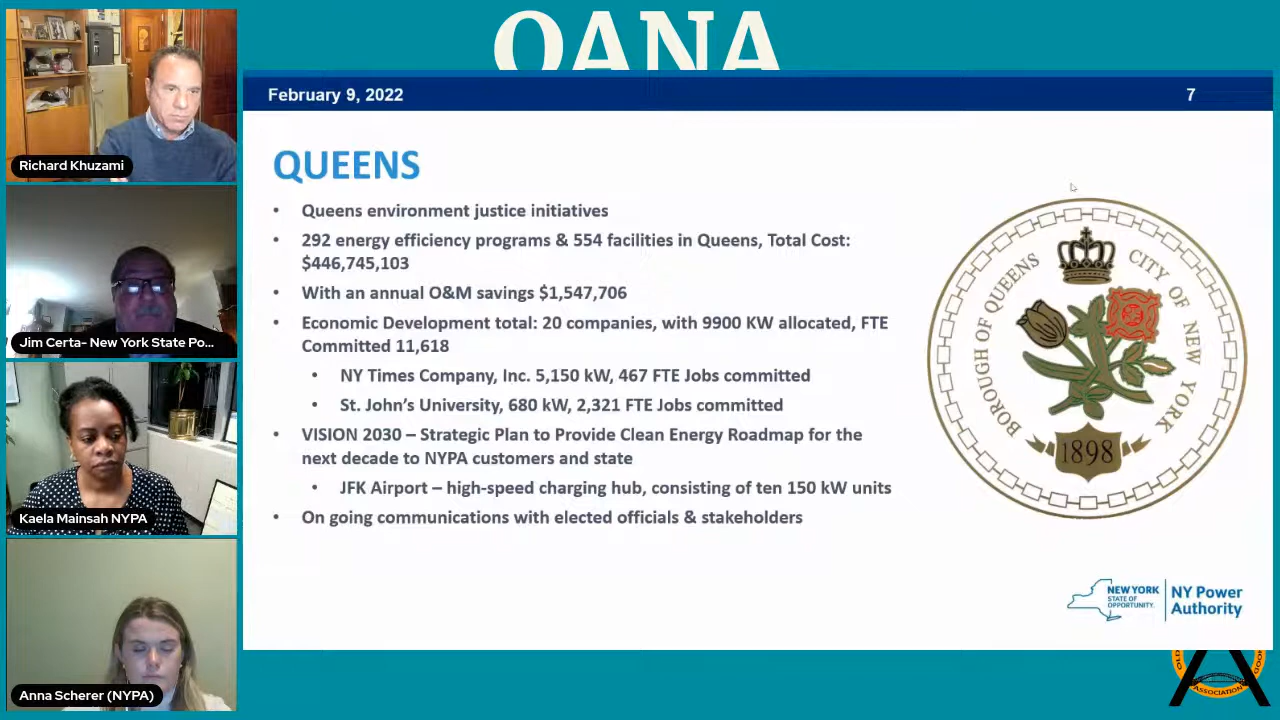 OANA
February 9, 2022
7
QUEENS
• Queens environment justice initiatives
• 292 energy efficiency programs & 554 facilities in Queens, Total Cost:
$446,745,103
• With an annual O&M savings $1,547,706
• Economic Development total: 20 companies, with 9900 KW allocated, FTE
Committed 11,618
• NY Times Company, Inc. 5,150 kW, 467 FTE Jobs committed
• St. John’s University, 680 kW, 2,321 FTE Jobs committed
• VISION 2030 – Strategic Plan to Provide Clean Energy Roadmap for the
next decade to NYPA customers and state
• JFK Airport – high-speed charging hub, consisting of ten 150 kW units
• On going communications with elected officials & stakeholders
BOROUGH OF QUEENS
CITY OF NEW YORK
1898
NEW YORK
STATE OF
OPPORTUNITY.
NY Power
Authority
Richard Khuzami
Jim Certa- New York State Po...
Kaela Mainsah NYPA
Anna Scherer (NYPA)
OLD
ASSOCIATION